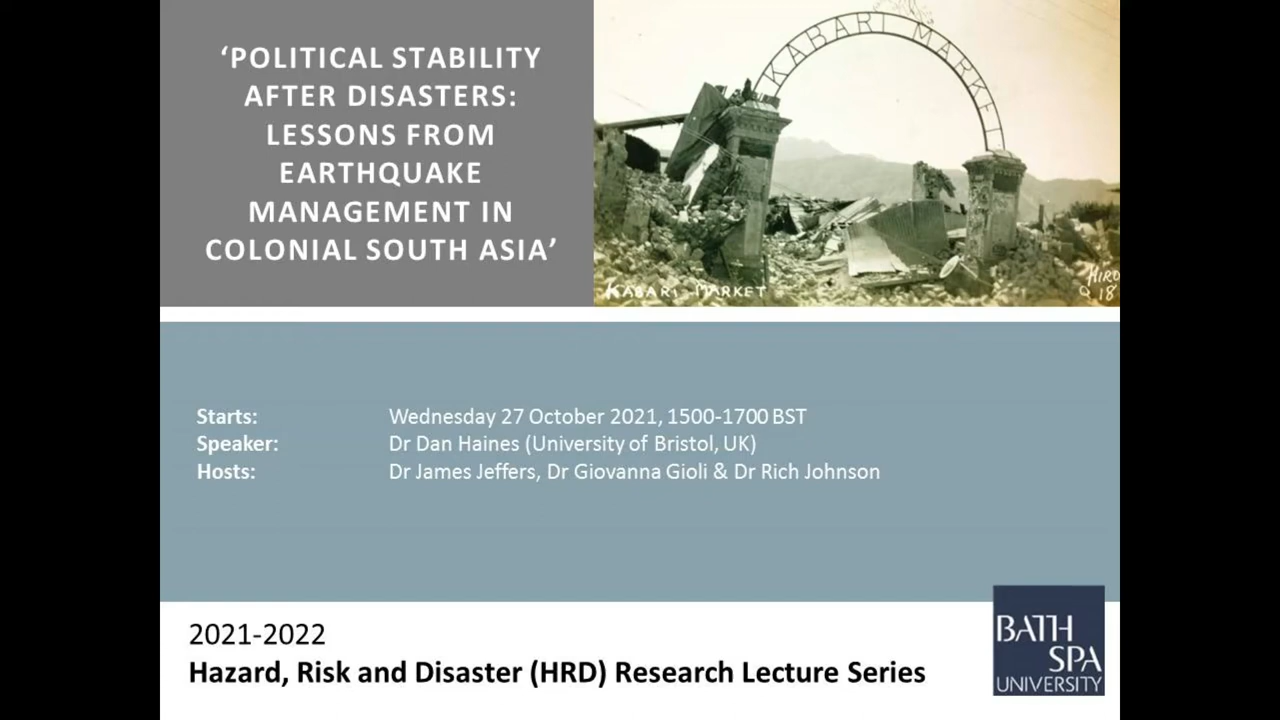 ‘POLITICAL STABILITY
AFTER DISASTERS:
LESSONS FROM
EARTHQUAKE
MANAGEMENT IN
COLONIAL SOUTH ASIA’
KABARI MARKET
KABARI MARKET
HIRO
18
Starts: Wednesday 27 October 2021, 1500-1700 BST
Speaker: Dr Dan Haines (University of Bristol, UK)
Hosts: Dr James Jeffers, Dr Giovanna Gioli & Dr Rich Johnson
2021-2022
Hazard, Risk and Disaster (HRD) Research Lecture Series
BATH
SPA
UNIVERSITY